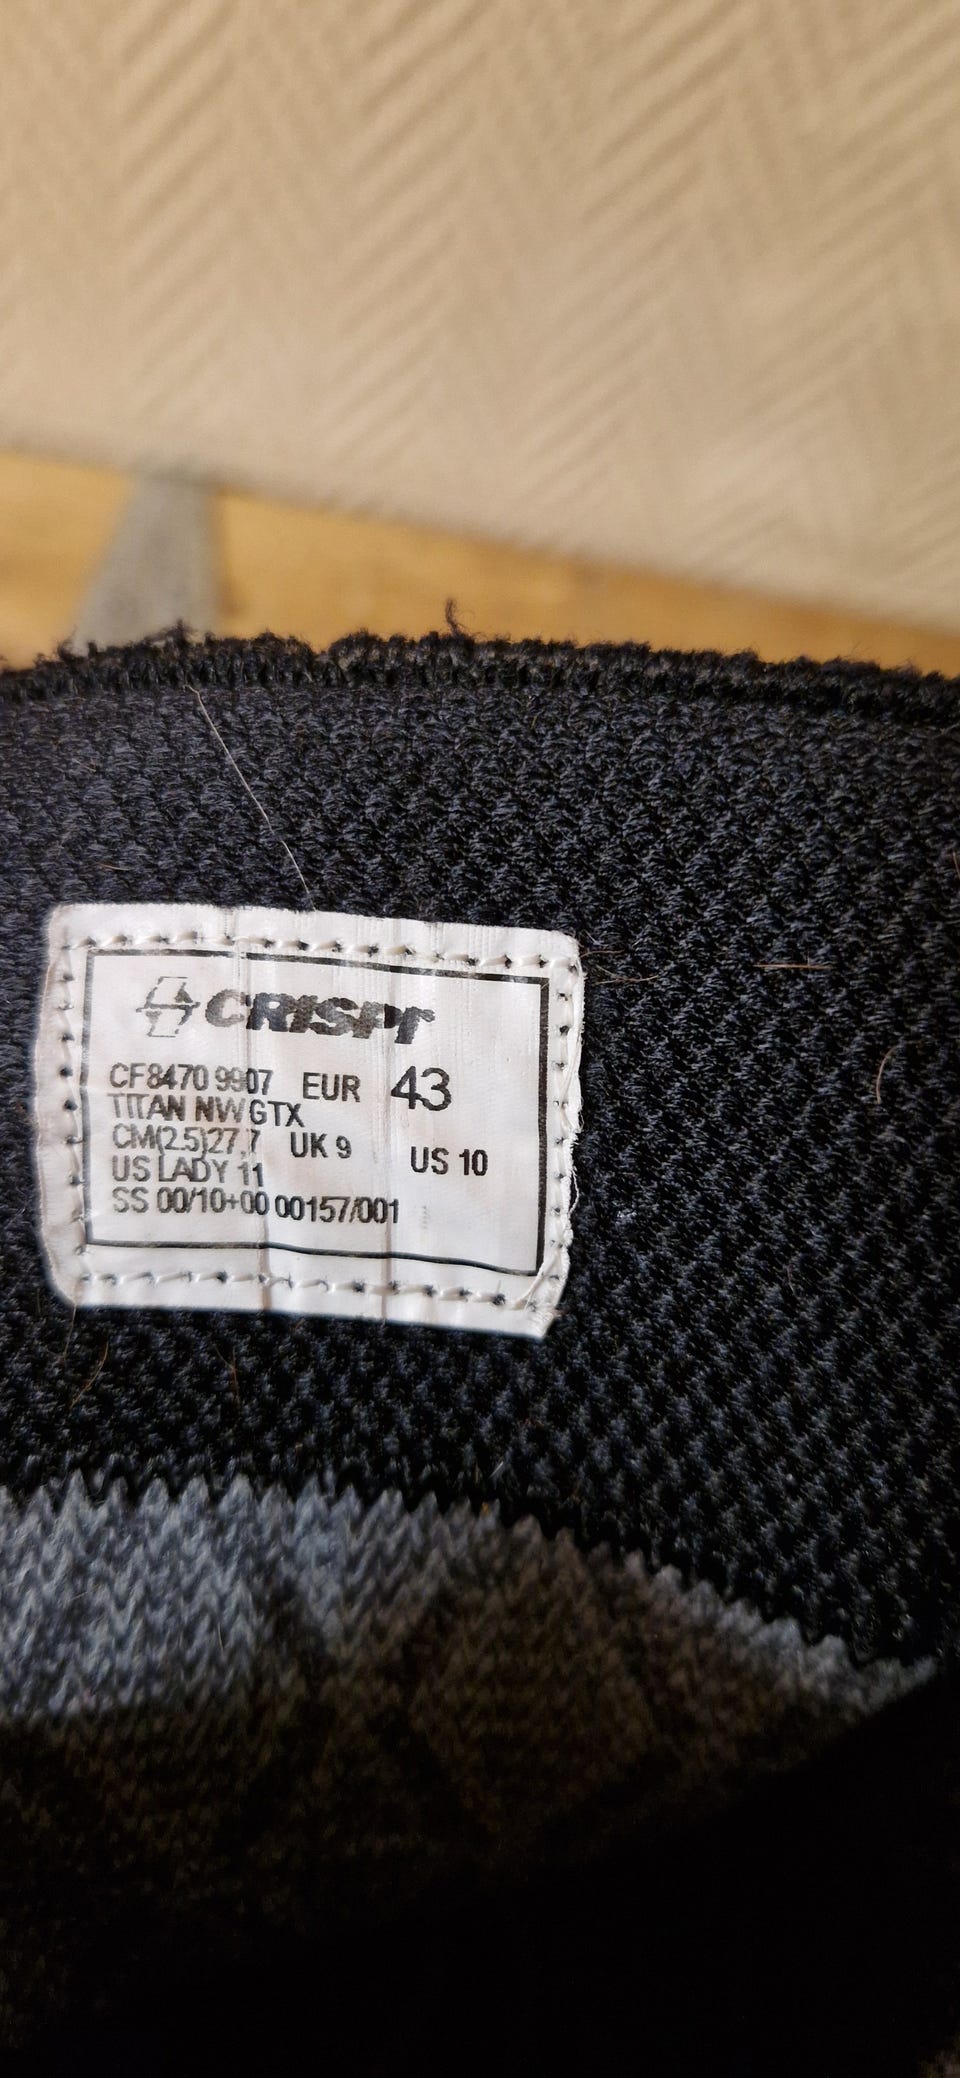 CRISPI
CF8470 9907 EUR 43
TITAN NW GTX
CM(2.5)27,7 UK 9 US 10
US LADY 11
SS 00/10+00 00157/001